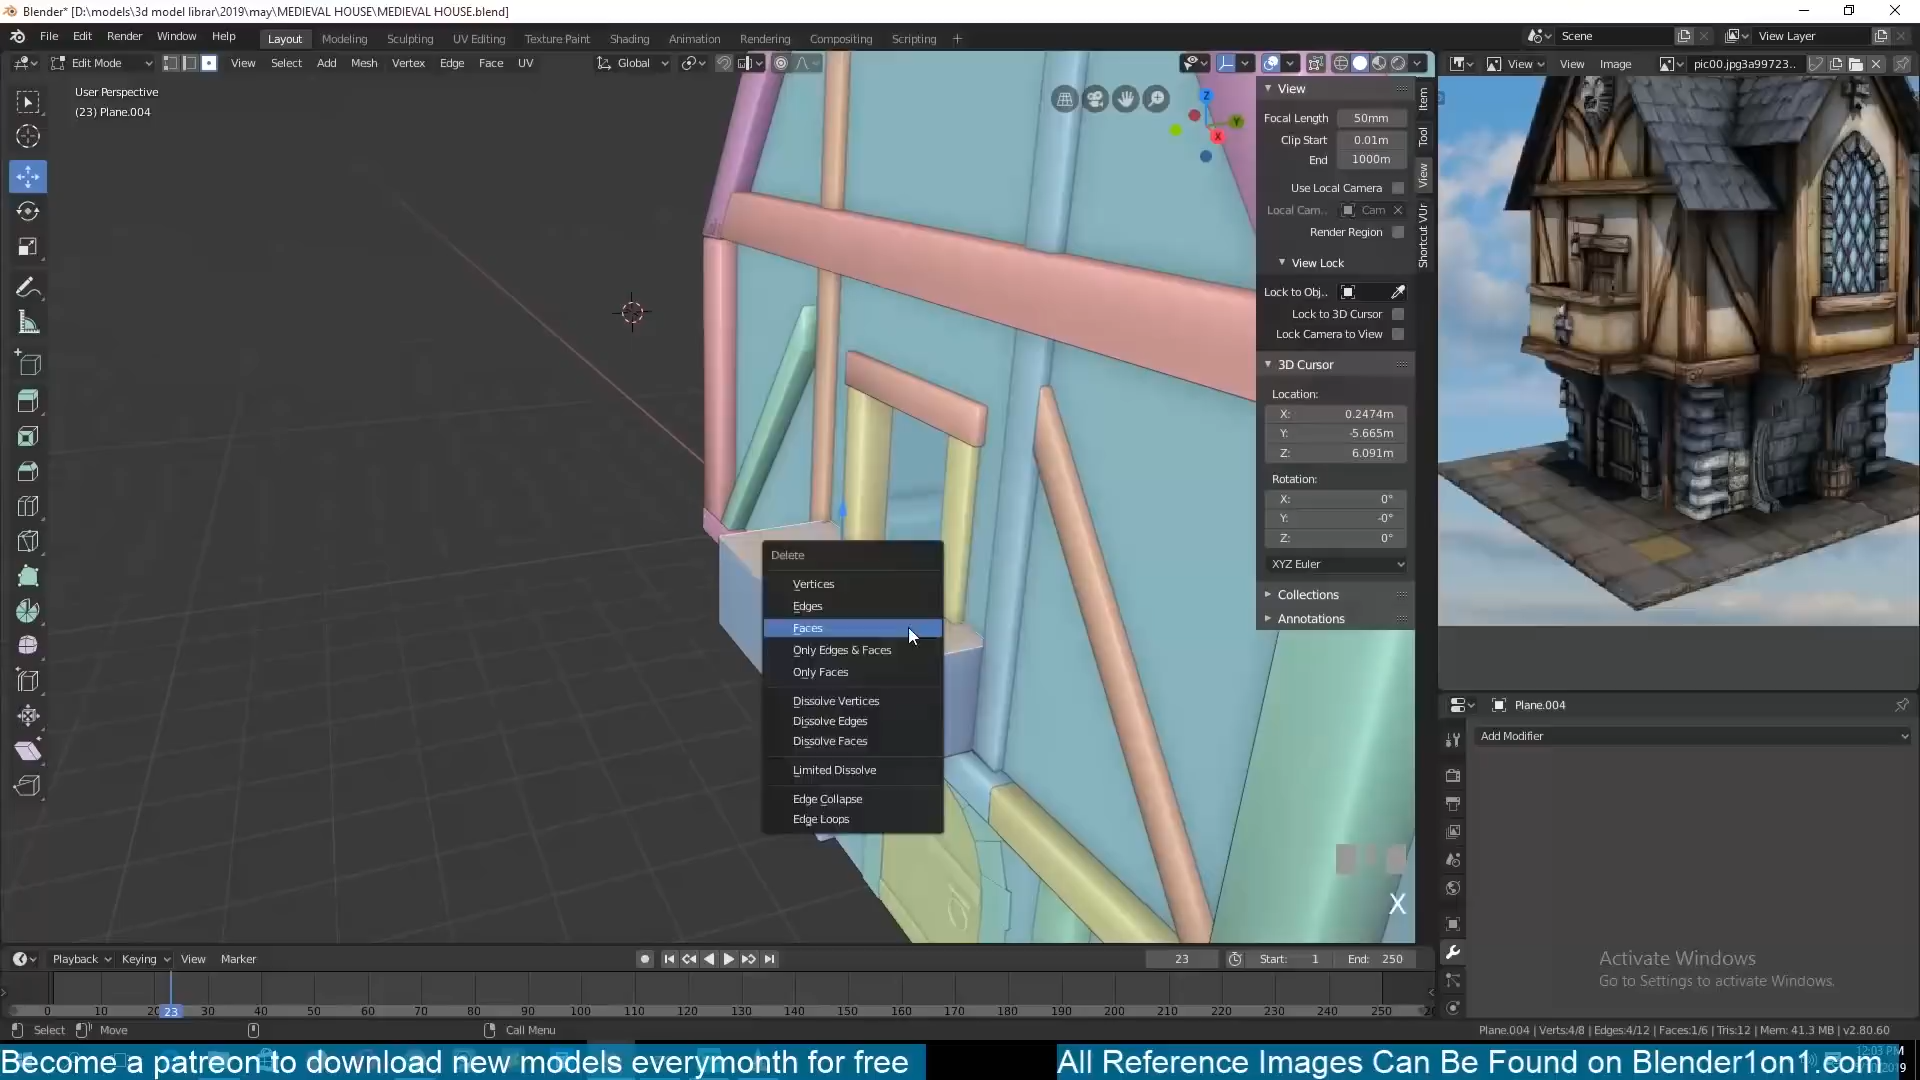 Blender* [D:\models\3d model librar\2019\may\MEDIEVAL HOUSE\MEDIEVAL HOUSE.blend]
File Edit Render Window Help Layout Modeling Sculpting UV Editing Texture Paint Shading Animation Rendering Compositing Scripting + Scene View Layer
Edit Mode View Select Add Mesh Vertex Edge Face UV Global View View Image pic00.jpg3a99723..
User Perspective
(23) Plane.004
Z
Y
X
View
Focal Length 50mm
Clip Start 0.01m
End 1000m
Use Local Camera
Local Cam.. Cam
Render Region
View Lock
Lock to Obj..
Lock to 3D Cursor
Lock Camera to View
3D Cursor
Location:
X: 0.2474m
Y: -5.665m
Z: 6.091m
Rotation:
X: 0°
Y: -0°
Z: 0°
XYZ Euler
Collections
Annotations
Item
Tool
View
Shortcut VUr
Delete
Vertices
Edges
Faces
Only Edges & Faces
Only Faces
Dissolve Vertices
Dissolve Edges
Dissolve Faces
Limited Dissolve
Edge Collapse
Edge Loops
X
Plane.004
Add Modifier
Activate Windows
Go to Settings to activate Windows.
Playback Keying View Marker 23 Start: 1 End: 250
0 10 20 23 30 40 50 60 70 80 90 100 110 120 130 140 150 160 170 180 190 200 210 220 230 240 250
Select Move Call Menu Plane.004 | Verts:4/8 | Edges:4/12 | Faces:1/6 | Tris:12 | Mem: 41.3 MB | v2.80.60
Become a patreon to download new models everymonth for free All Reference Images Can Be Found on Blender1on1.com
12:03 PM